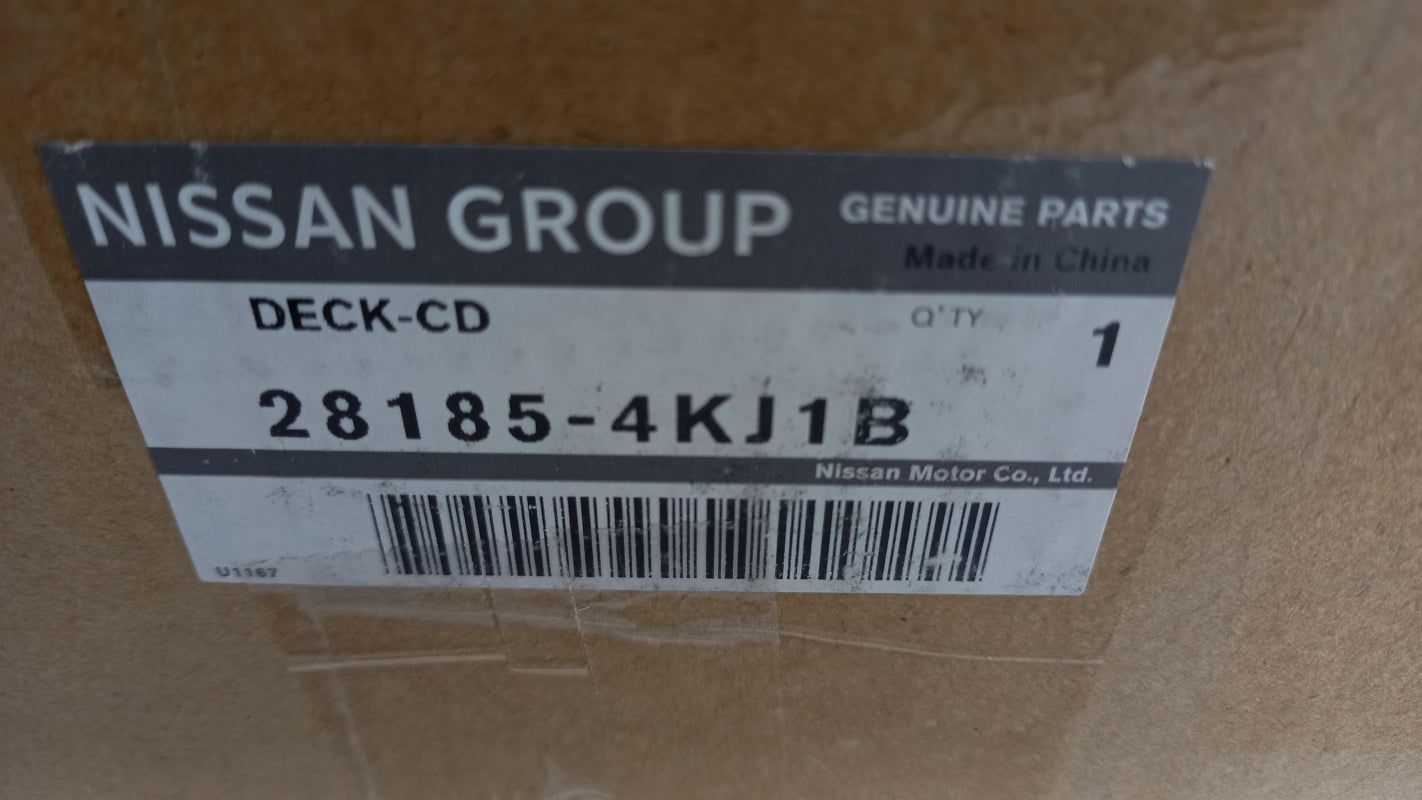 NISSAN GROUP GENUINE PARTS
Made in China
DECK-CD Q'TY 1
28185-4KJ1B
Nissan Motor Co., Ltd.
U1167